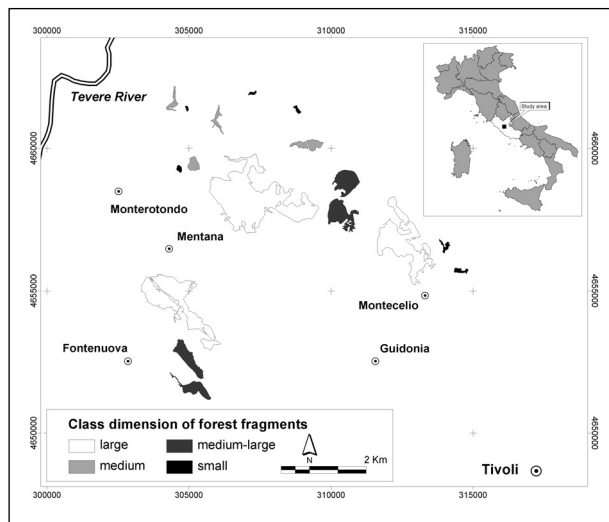 300000 305000 310000 315000
Tevere River
Study area
4660000 4660000
Monterotondo
Mentana
4655000 4655000
Montecelio
Fontenuova
Guidonia
4650000 4650000
Class dimension of forest fragments
large medium-large
medium small
N
2 Km
Tivoli
300000 305000 310000 315000